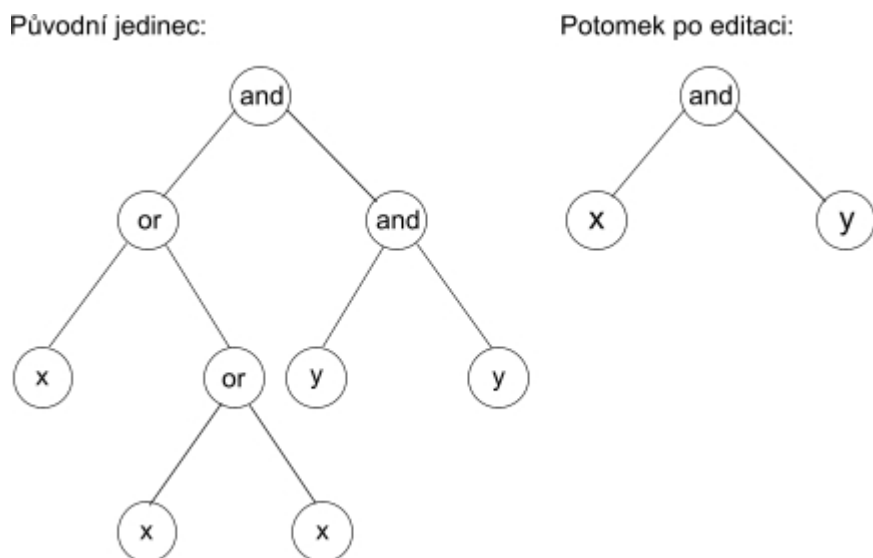 Původní jedinec:
Potomek po editaci:
and
and
or
and
x
y
x
or
y
y
x
x